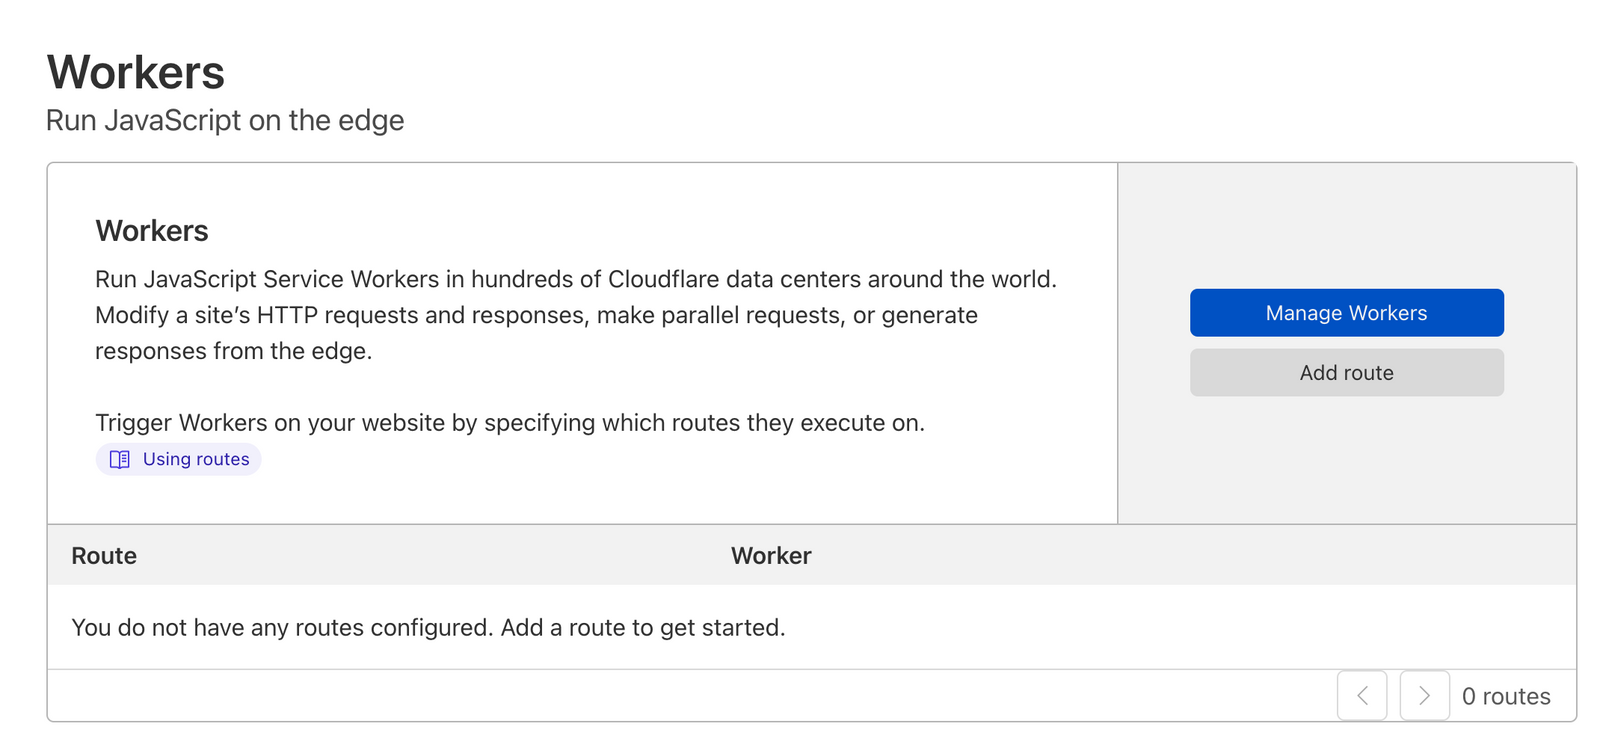 Workers
Run JavaScript on the edge
Workers
Run JavaScript Service Workers in hundreds of Cloudflare data centers around the world.
Modify a site’s HTTP requests and responses, make parallel requests, or generate
responses from the edge.
Trigger Workers on your website by specifying which routes they execute on.
Using routes
Manage Workers
Add route
Route Worker
You do not have any routes configured. Add a route to get started.
0 routes